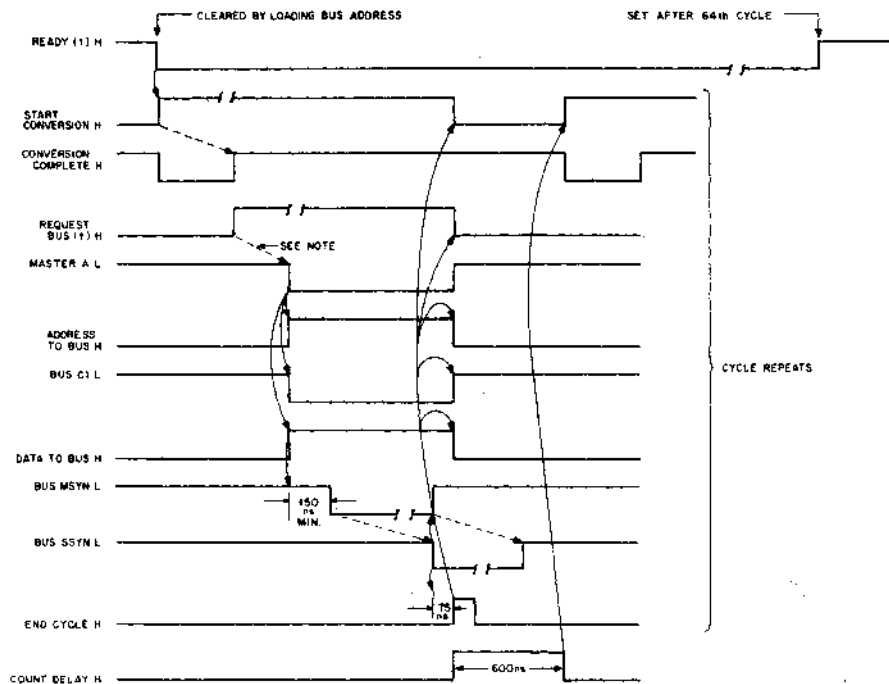 CLEARED BY LOADING BUS ADDRESS
SET AFTER 64th CYCLE
READY (1) H
START
CONVERSION H
CONVERSION
COMPLETE H
REQUEST
BUS (1) H
SEE NOTE
MASTER A L
ADDRESS
TO BUS H
BUS C1 L
CYCLE REPEATS
DATA TO BUS H
BUS MSYN L
150
ns
MIN.
BUS SSYN L
75
ns
END CYCLE H
600ns
COUNT DELAY H